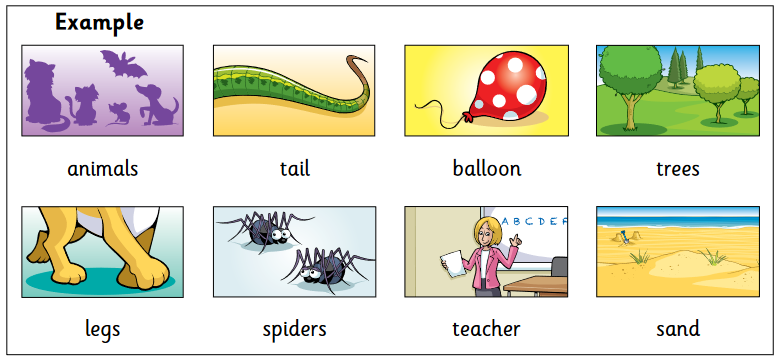 Example
animals tail balloon trees
A B C D E F
legs spiders teacher sand